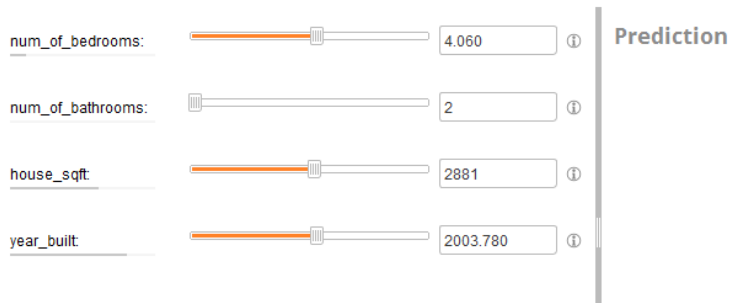 num_of_bedrooms: 4.060 Prediction
num_of_bathrooms: 2
house_sqft: 2881
year_built: 2003.780